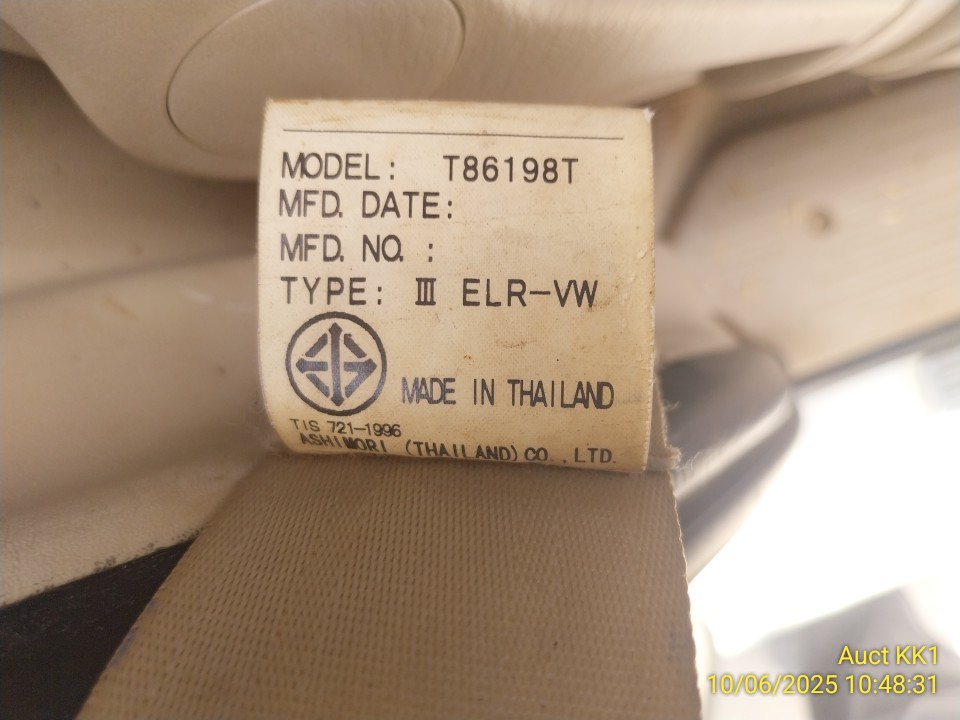 MODEL: T86198T
MFD. DATE:
MFD. NO. :
TYPE: Ⅲ ELR-VW
MADE IN THAILAND
TIS 721-1996
ASHIMORI (THAILAND) CO., LTD.
Auct KK1
10/06/2025 10:48:31